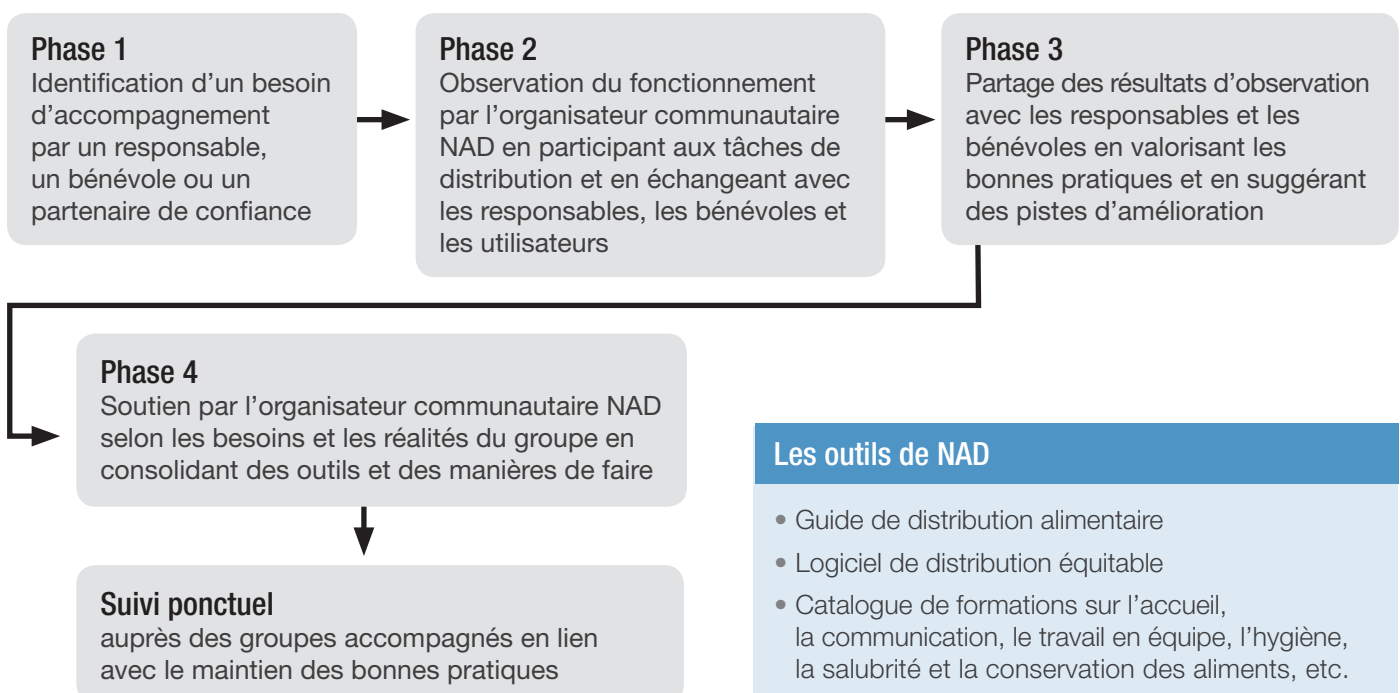 Phase 1
Identification d’un besoin
d’accompagnement
par un responsable,
un bénévole ou un
partenaire de confiance
Phase 2
Observation du fonctionnement
par l’organisateur communautaire
NAD en participant aux tâches de
distribution et en échangeant avec
les responsables, les bénévoles et
les utilisateurs
Phase 3
Partage des résultats d’observation
avec les responsables et les
bénévoles en valorisant les
bonnes pratiques et en suggérant
des pistes d’amélioration
Phase 4
Soutien par l’organisateur communautaire NAD
selon les besoins et les réalités du groupe en
consolidant des outils et des manières de faire
Suivi ponctuel
auprès des groupes accompagnés en lien
avec le maintien des bonnes pratiques
Les outils de NAD
• Guide de distribution alimentaire
• Logiciel de distribution équitable
• Catalogue de formations sur l’accueil,
la communication, le travail en équipe, l’hygiène,
la salubrité et la conservation des aliments, etc.